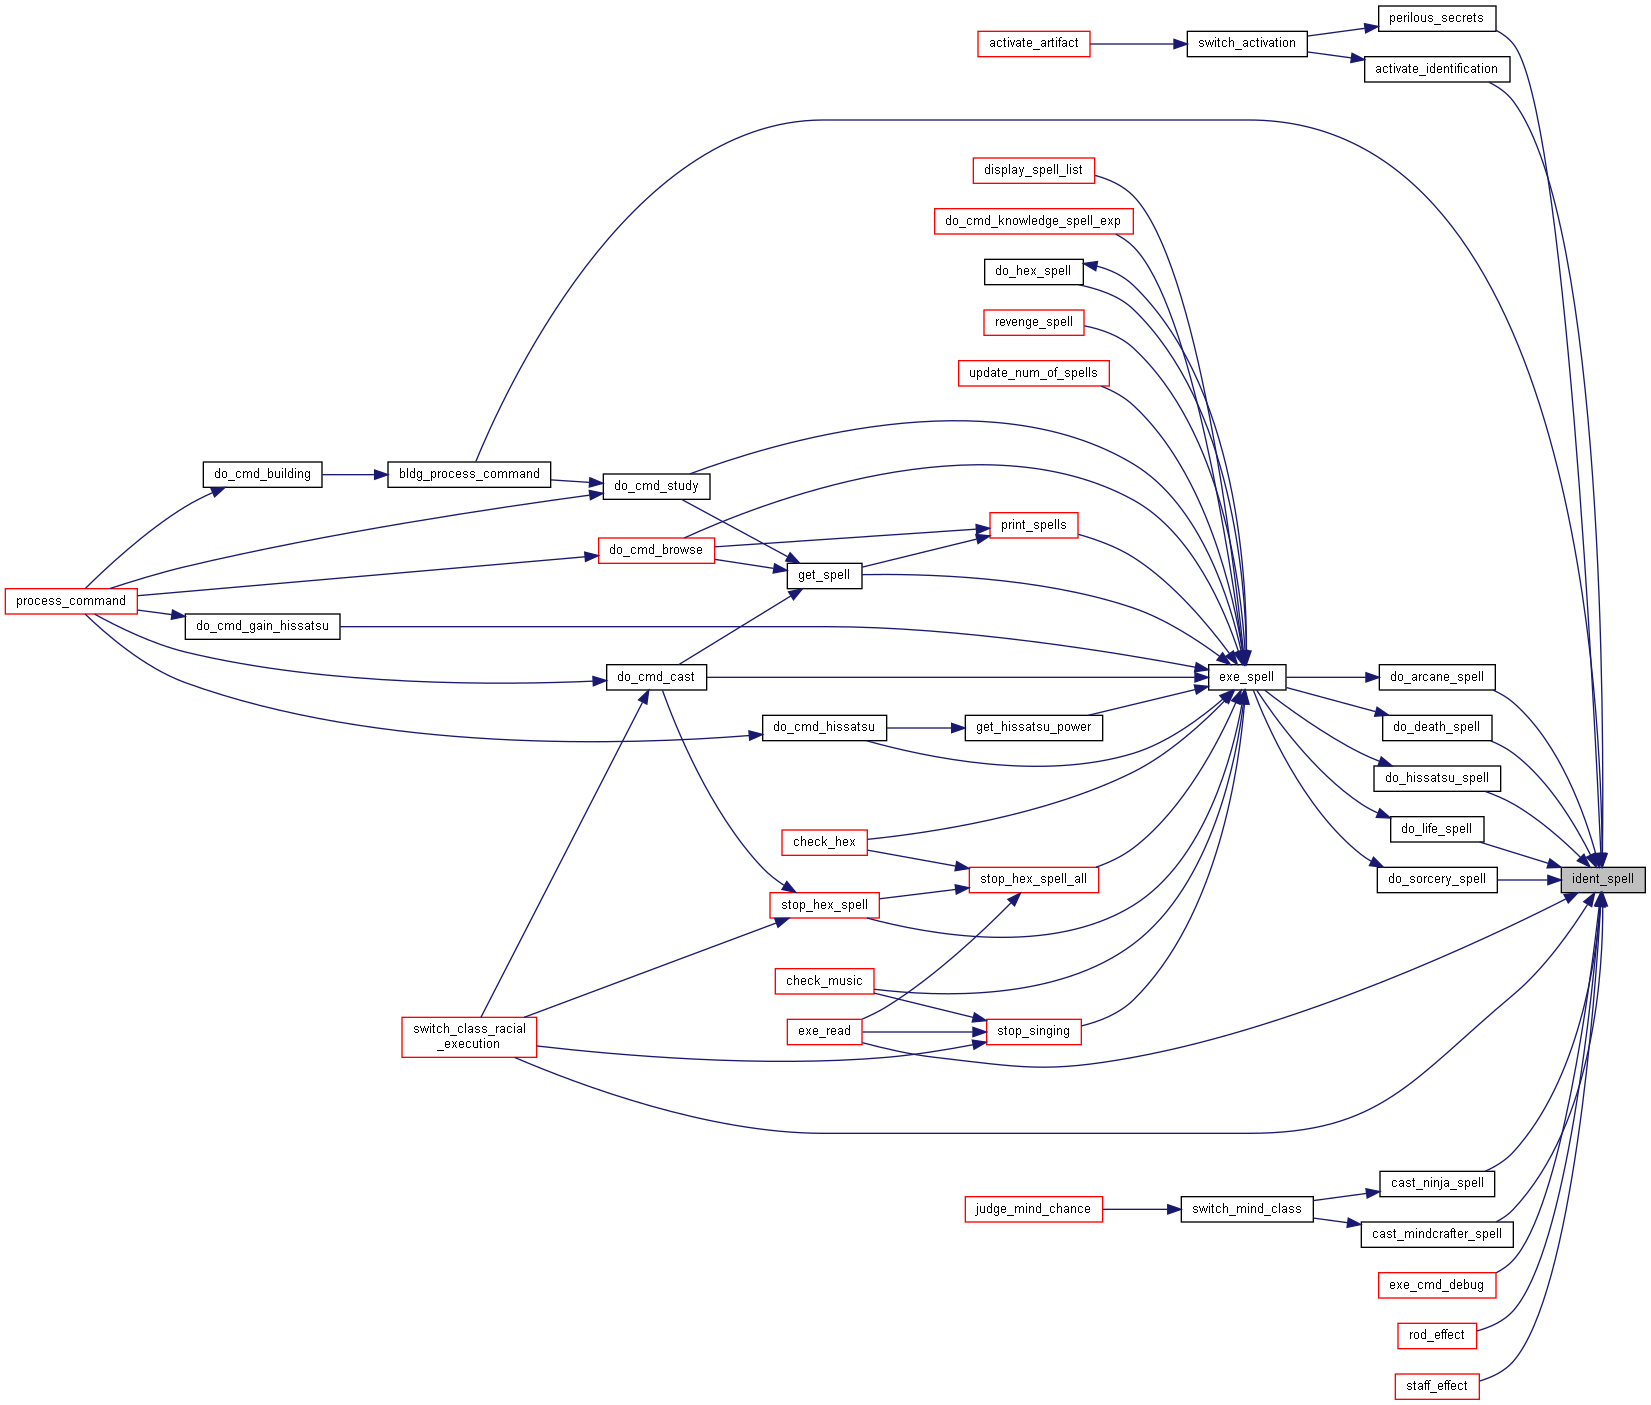 perilous_secrets
activate_artifact
switch_activation
activate_identification
display_spell_list
do_cmd_knowledge_spell_exp
do_hex_spell
revenge_spell
update_num_of_spells
do_cmd_building
bldg_process_command
do_cmd_study
print_spells
do_cmd_browse
get_spell
process_command
do_cmd_gain_hissatsu
do_cmd_cast
exe_spell
do_arcane_spell
do_cmd_hissatsu
get_hissatsu_power
do_death_spell
do_hissatsu_spell
do_life_spell
check_hex
stop_hex_spell_all
do_sorcery_spell
ident_spell
stop_hex_spell
check_music
exe_read
stop_singing
switch_class_racial
_execution
cast_ninja_spell
judge_mind_chance
switch_mind_class
cast_mindcrafter_spell
exe_cmd_debug
rod_effect
staff_effect